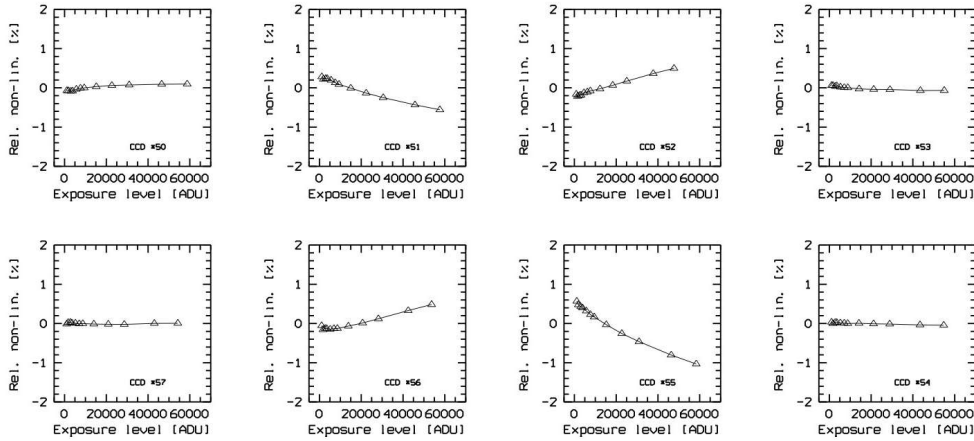 2
1
0
-1
-2
Rel. non-lin. [%]
CCD #50
0 20000 40000 60000
Exposure level [ADU]
2
1
0
-1
-2
Rel. non-lin. [%]
CCD #51
0 20000 40000 60000
Exposure level [ADU]
2
1
0
-1
-2
Rel. non-lin. [%]
CCD #52
0 20000 40000 60000
Exposure level [ADU]
2
1
0
-1
-2
Rel. non-lin. [%]
CCD #53
0 20000 40000 60000
Exposure level [ADU]
2
1
0
-1
-2
Rel. non-lin. [%]
CCD #57
0 20000 40000 60000
Exposure level [ADU]
2
1
0
-1
-2
Rel. non-lin. [%]
CCD #56
0 20000 40000 60000
Exposure level [ADU]
2
1
0
-1
-2
Rel. non-lin. [%]
CCD #55
0 20000 40000 60000
Exposure level [ADU]
2
1
0
-1
-2
Rel. non-lin. [%]
CCD #54
0 20000 40000 60000
Exposure level [ADU]